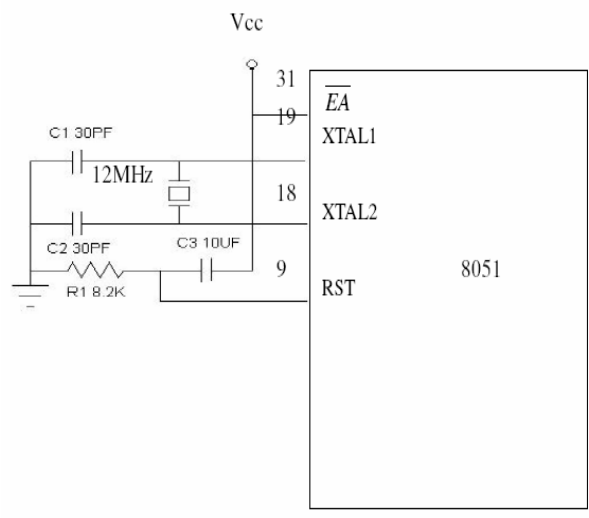 Vcc
31
EA
19
XTAL1
C1 30PF
12MHz
18
XTAL2
C2 30PF
C3 10UF
9
8051
RST
R1 8.2K